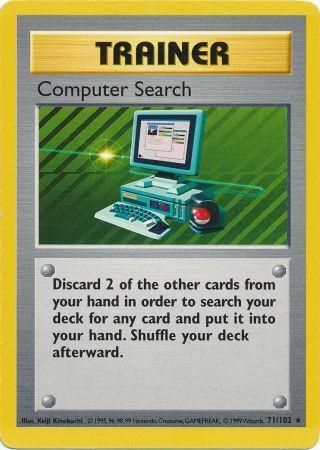 TRAINER
Computer Search
Discard 2 of the other cards from
your hand in order to search your
deck for any card and put it into
your hand. Shuffle your deck
afterward.
Illus. Keiji Kinebuchi © 1995, 96, 98, 99 Nintendo, Creatures, GAMEFREAK. © 1999 Wizards. 71/102 ★